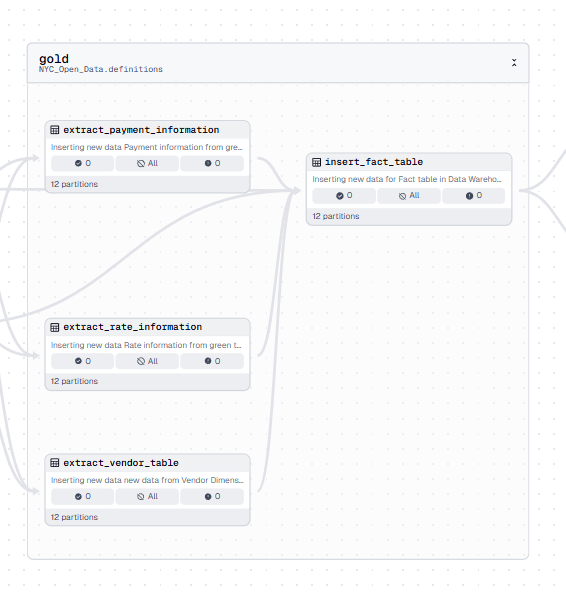 gold
NYC_Open_Data.definitions
extract_payment_information
Inserting new data Payment information from gre...
0 All 0
12 partitions
insert_fact_table
Inserting new data for Fact table in Data Wareho...
0 All 0
12 partitions
extract_rate_information
Inserting new data Rate information from green t...
0 All 0
12 partitions
extract_vendor_table
Inserting new data new data from Vendor Dimens...
0 All 0
12 partitions